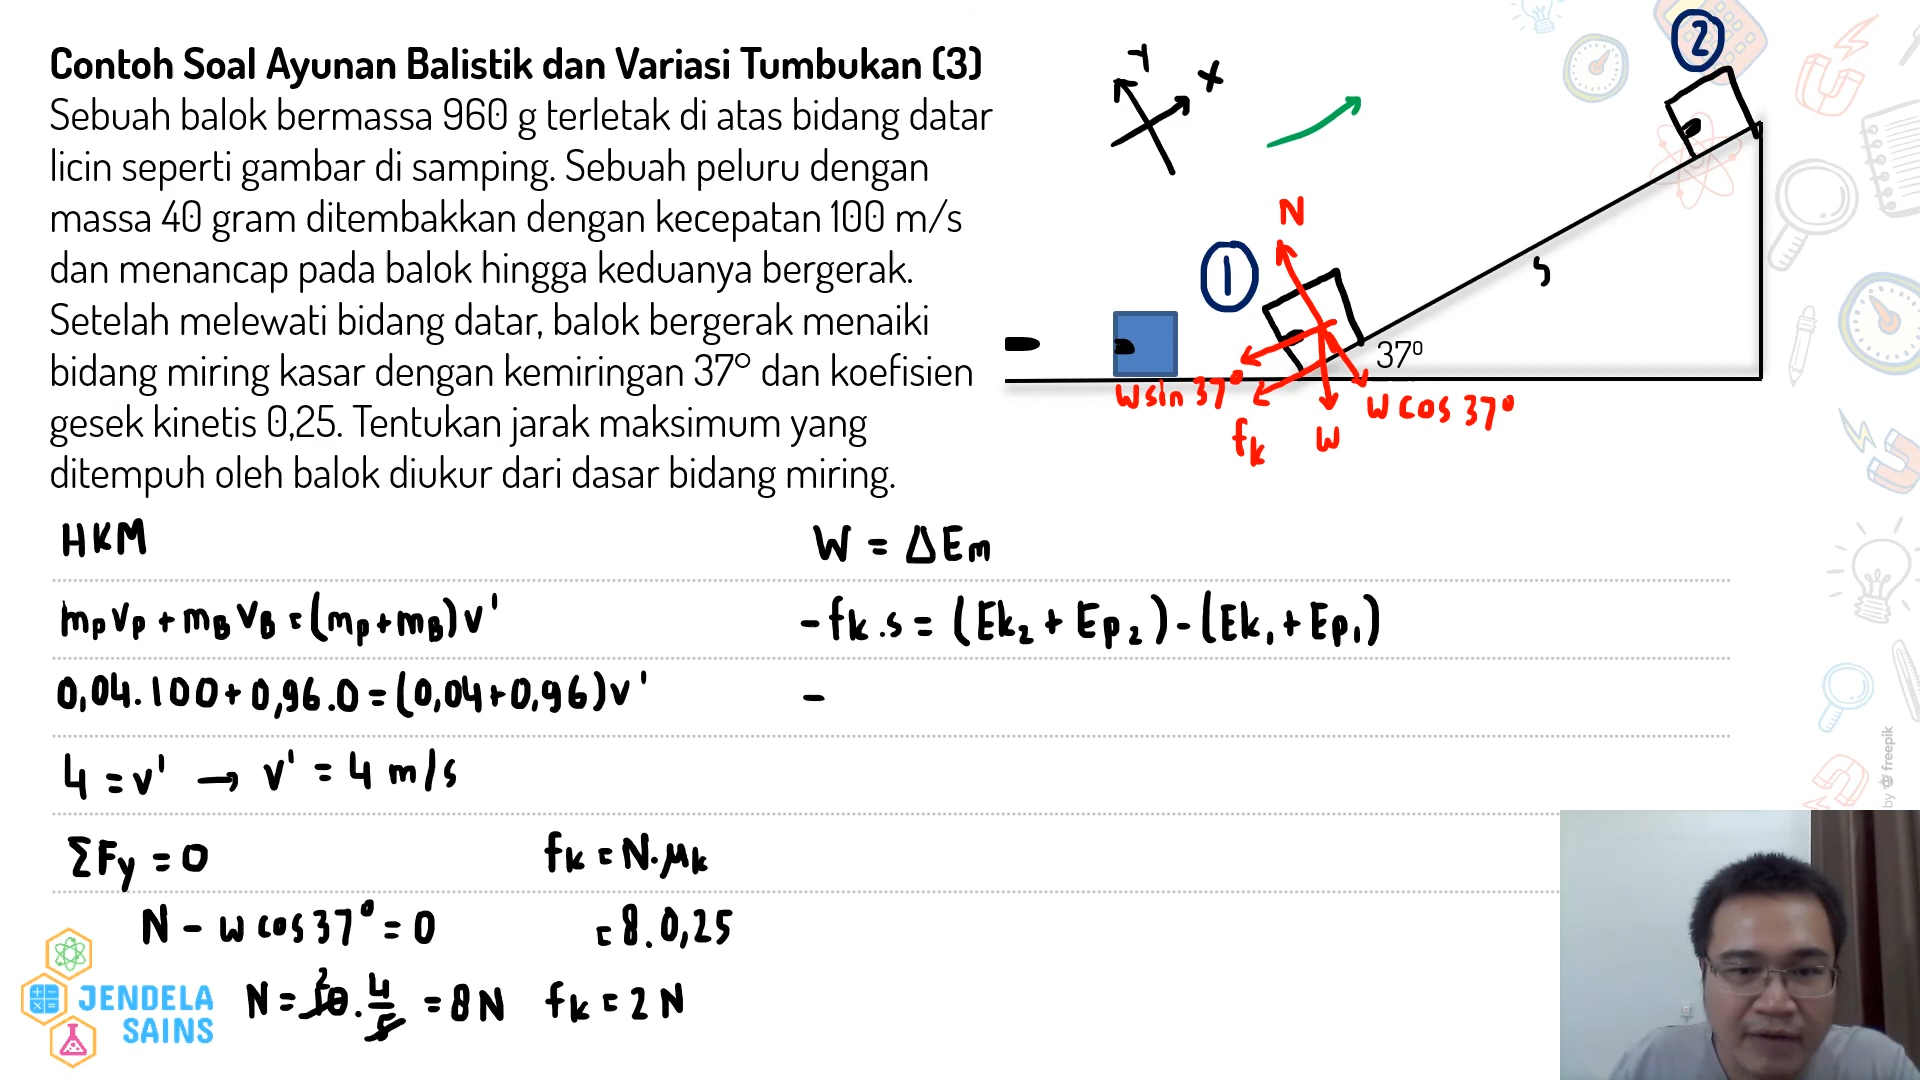 Contoh Soal Ayunan Balistik dan Variasi Tumbukan (3)
Sebuah balok bermassa 960 g terletak di atas bidang datar
licin seperti gambar di samping. Sebuah peluru dengan
massa 40 gram ditembakkan dengan kecepatan 100 m/s
dan menancap pada balok hingga keduanya bergerak.
Setelah melewati bidang datar, balok bergerak menaiki
bidang miring kasar dengan kemiringan 37° dan koefisien
gesek kinetis 0,25. Tentukan jarak maksimum yang
ditempuh oleh balok diukur dari dasar bidang miring.
Y
X
2
N
1
s
37⁰
W sin 37°
fk
W
W cos 37°
HKM
mpVp + mBVB = (mp+mB)v'
0,04.100 + 0,96.0 = (0,04+0,96)v'
4 = v' → v' = 4 m/s
ΣFy = 0
N - W cos 37° = 0
N = 10 . 4/5 = 8 N
2
fk = N.μk
= 8 . 0,25
fk = 2 N
W = ΔEm
-fk.s = (Ek₂ + Ep₂) - (Ek₁ + Ep₁)
-
JENDELA
SAINS
by freepik